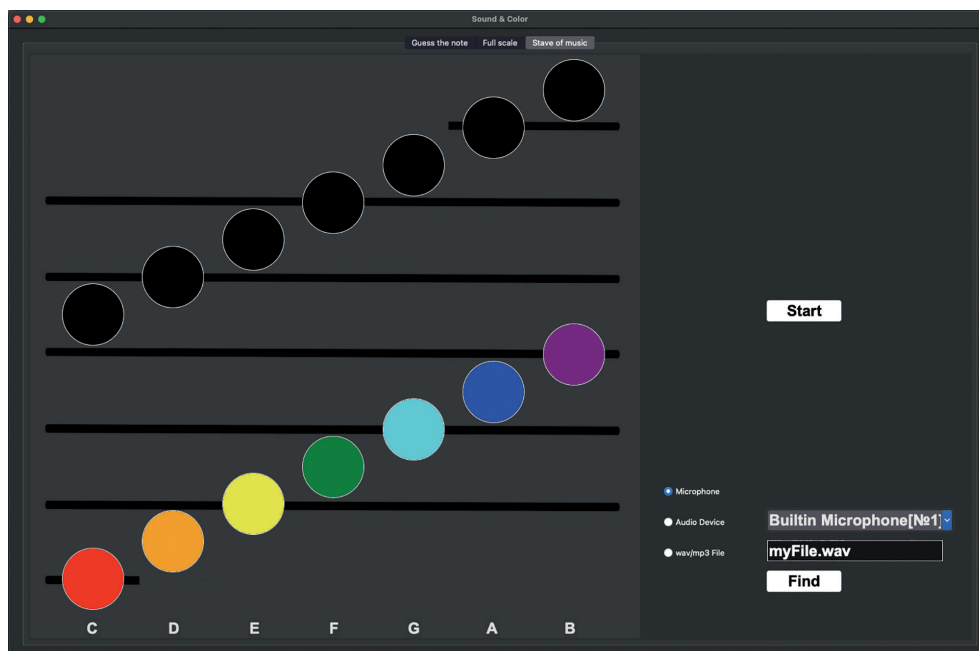 Sound & Color
Guess the note Full scale Stave of music
Start
Microphone
Audio Device Builtin Microphone[№1]
wav/mp3 File myFile.wav
Find
C D E F G A B